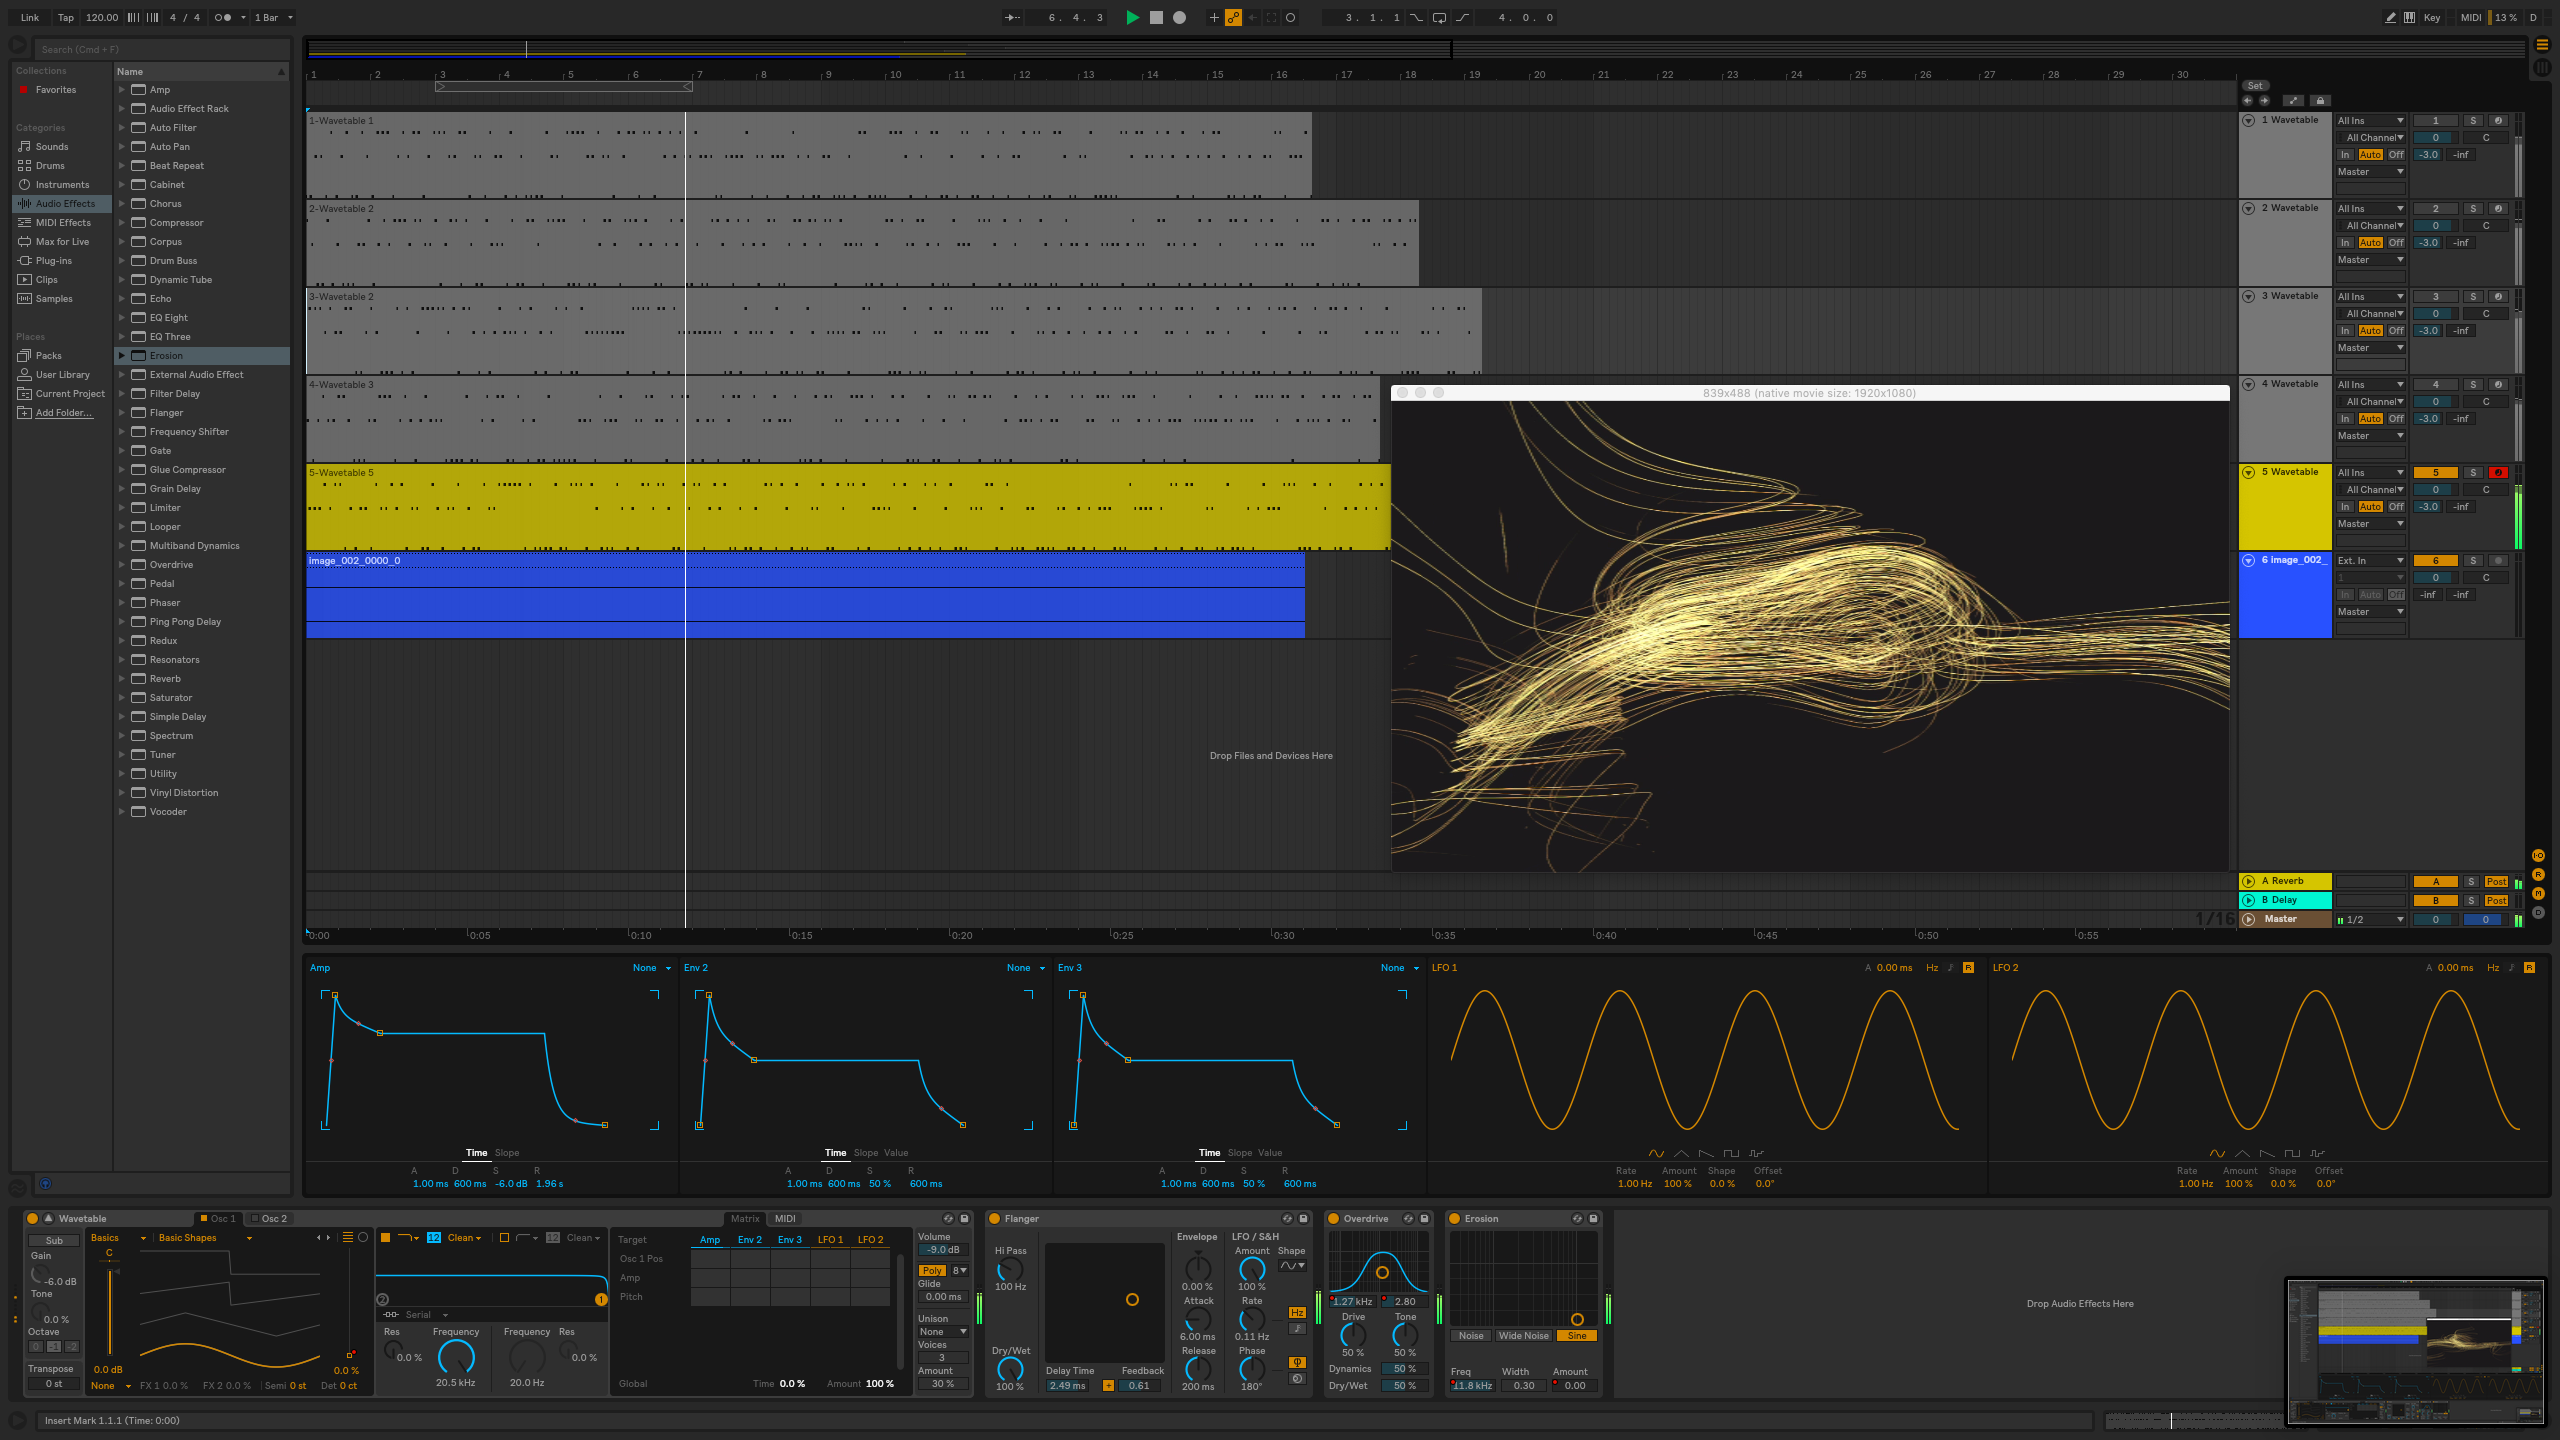 Link Tap 120.00 4 / 4 1 Bar
6. 4. 3
3. 1. 1
4. 0. 0
Key MIDI 13 % D
Search (Cmd + F)
Collections
Favorites
Categories
Sounds
Drums
Instruments
Audio Effects
MIDI Effects
Max for Live
Plug-ins
Clips
Samples
Places
Packs
User Library
Current Project
Add Folder...
Name
Amp
Audio Effect Rack
Auto Filter
Auto Pan
Beat Repeat
Cabinet
Chorus
Compressor
Corpus
Drum Buss
Dynamic Tube
Echo
EQ Eight
EQ Three
Erosion
External Audio Effect
Filter Delay
Flanger
Frequency Shifter
Gate
Glue Compressor
Grain Delay
Limiter
Looper
Multiband Dynamics
Overdrive
Pedal
Phaser
Ping Pong Delay
Redux
Resonators
Reverb
Saturator
Simple Delay
Spectrum
Tuner
Utility
Vinyl Distortion
Vocoder
1 2 3 4 5 6 7 8 9 10 11 12 13 14 15 16 17 18 19 20 21 22 23 24 25 26 27 28 29 30
Set
1-Wavetable 1
2-Wavetable 2
3-Wavetable 2
4-Wavetable 3
5-Wavetable 5
image_002_0000_0
839x488 (native movie size: 1920x1080)
Drop Files and Devices Here
1 Wavetable All Ins 1 S
All Channel 0 C
In Auto Off -3.0 -inf
Master
2 Wavetable All Ins 2 S
All Channel 0 C
In Auto Off -3.0 -inf
Master
3 Wavetable All Ins 3 S
All Channel 0 C
In Auto Off -3.0 -inf
Master
4 Wavetable All Ins 4 S
All Channel 0 C
In Auto Off -3.0 -inf
Master
5 Wavetable All Ins 5 S
All Channel 0 C
In Auto Off -3.0 -inf
Master
6 image_002_ Ext. In 6 S
1 0 C
In Auto Off -inf -inf
Master
I·O
R
M
D
A Reverb A S Post
B Delay B S Post
1/16 Master 1/2 0 0
0:00 0:05 0:10 0:15 0:20 0:25 0:30 0:35 0:40 0:45 0:50 0:55
Amp None
Time Slope
A D S R
1.00 ms 600 ms -6.0 dB 1.96 s
Env 2 None
Time Slope Value
A D S R
1.00 ms 600 ms 50 % 600 ms
Env 3 None
Time Slope Value
A D S R
1.00 ms 600 ms 50 % 600 ms
LFO 1 A 0.00 ms Hz R
Rate Amount Shape Offset
1.00 Hz 100 % 0.0 % 0.0°
LFO 2 A 0.00 ms Hz R
Rate Amount Shape Offset
1.00 Hz 100 % 0.0 % 0.0°
Wavetable Osc 1 Osc 2
Sub
Gain
-6.0 dB
Tone
0.0 %
Octave
0 -1 -2
Transpose
0 st
Basics Basic Shapes
C
0.0 dB 0.0 %
None FX 1 0.0 % FX 2 0.0 % Semi 0 st Det 0 ct
12 Clean 12 Clean
2 1
Serial
Res Frequency Frequency Res
0.0 % 0.0 %
20.5 kHz 20.0 Hz
Matrix MIDI
Target Amp Env 2 Env 3 LFO 1 LFO 2
Osc 1 Pos
Amp
Pitch
Global Time 0.0 % Amount 100 %
Volume
-9.0 dB
Poly 8
Glide
0.00 ms
Unison
None
Voices
3
Amount
30 %
Flanger
Hi Pass
100 Hz
Dry/Wet
100 %
Delay Time Feedback
2.49 ms + 0.61
Envelope LFO / S&H
Amount Shape
0.00 % 100 %
Attack Rate
6.00 ms 0.11 Hz
Hz
Release Phase
200 ms 180°
Overdrive
1.27 kHz 2.80
Drive Tone
50 % 50 %
Dynamics 50 %
Dry/Wet 50 %
Erosion
Noise Wide Noise Sine
Freq Width Amount
11.8 kHz 0.30 0.00
Drop Audio Effects Here
Insert Mark 1.1.1 (Time: 0:00)